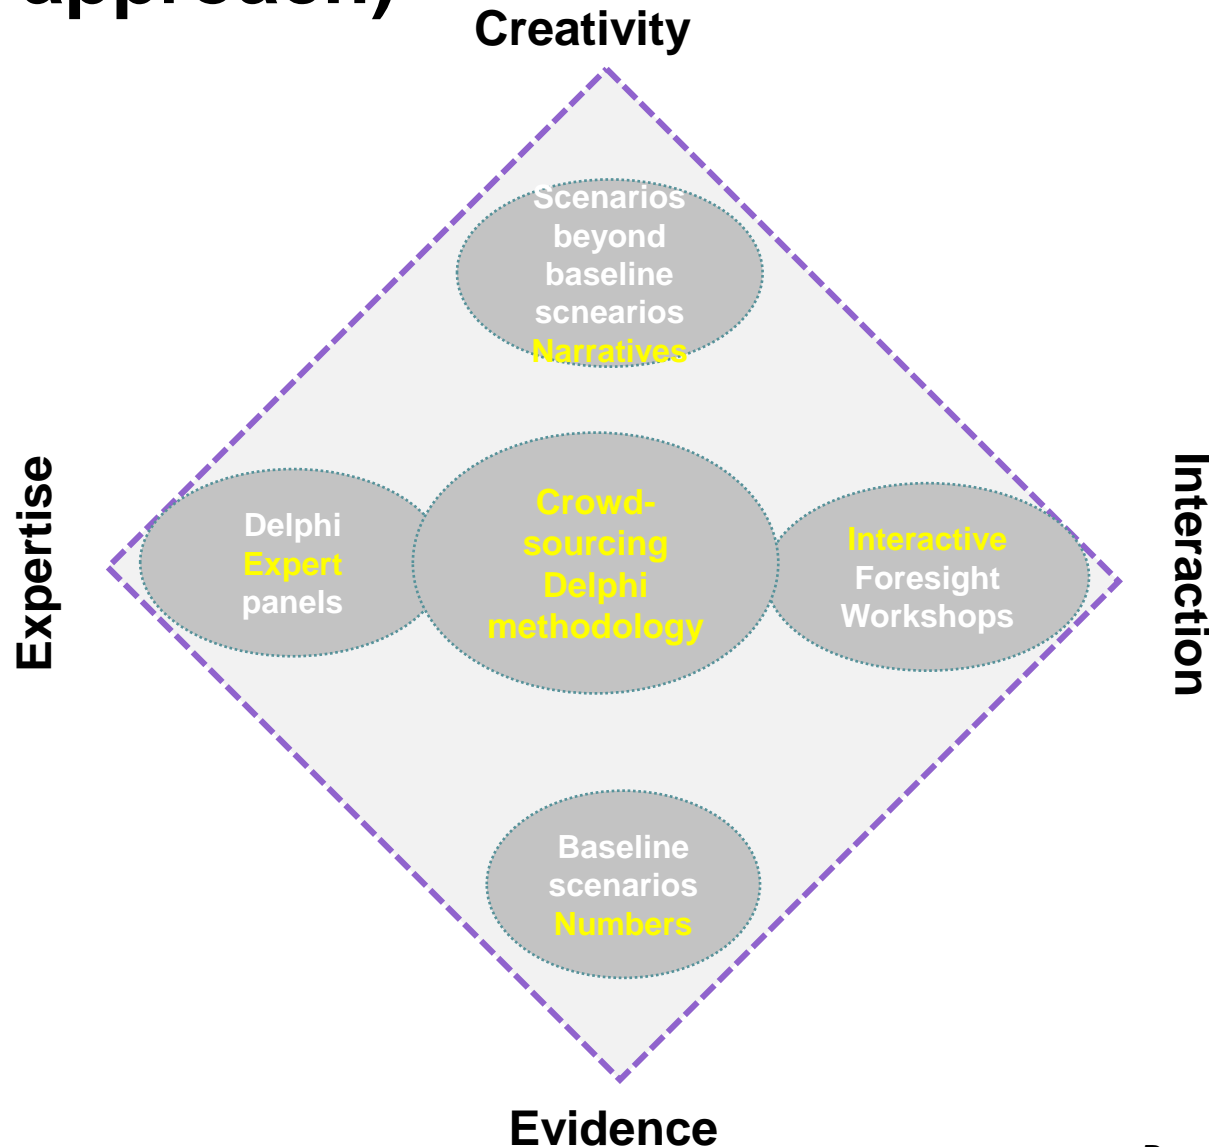 approach)
Creativity
Scenarios
beyond
baseline
scnearios
Narratives
Expertise
Delphi
Expert
panels
Crowd-
sourcing
Delphi
methodology
Interactive
Foresight
Workshops
Interaction
Baseline
scenarios
Numbers
Evidence